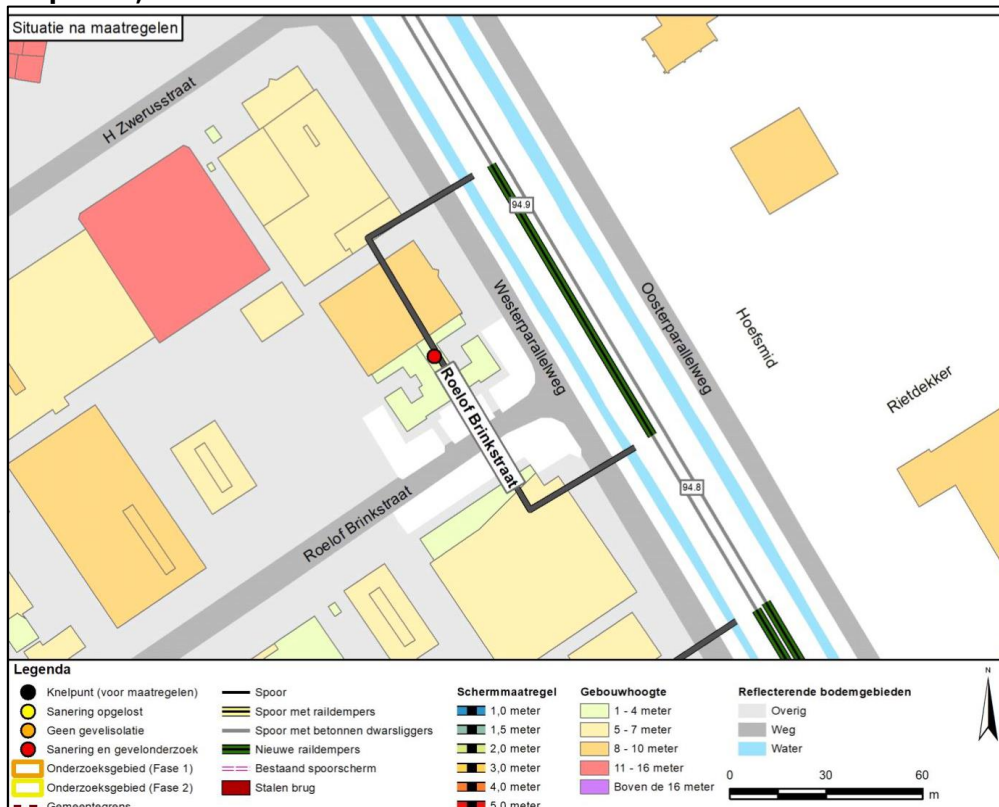 Situatie na maatregelen
H Zwerusstraat
94.9
Westerparallelweg
Oosterparallelweg
Hoefsmid
Rietdekker
Roelof Brinkstraat
94.8
Roelof Brinkstraat
Legenda
Knelpunt (voor maatregelen)
Sanering opgelost
Geen gevelisolatie
Sanering en gevelonderzoek
Onderzoeksgebied (Fase 1)
Onderzoeksgebied (Fase 2)
Gemeentegrens
Spoor
Spoor met raildempers
Spoor met betonnen dwarsliggers
Nieuwe raildempers
Bestaand spoorscherm
Stalen brug
Schermmaatregel
1,0 meter
1,5 meter
2,0 meter
3,0 meter
4,0 meter
5,0 meter
Gebouwhoogte
1 - 4 meter
5 - 7 meter
8 - 10 meter
11 - 16 meter
Boven de 16 meter
Reflecterende bodemgebieden
Overig
Weg
Water
N
0 30 60
m